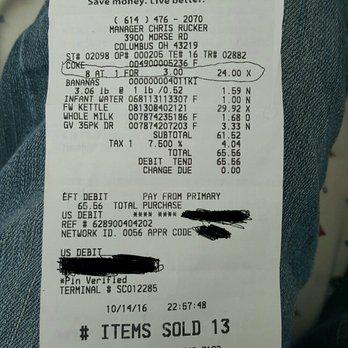 Save money. Live better.
( 614 ) 476 - 2070
MANAGER CHRIS RUCKER
3900 MORSE RD
COLUMBUS OH 43219
ST# 02098 OP# 000205 TE# 16 TR# 02882
COKE 004900005236 F
8 AT 1 FOR 3.00 24.00 X
BANANAS 000000004011KI
3.06 lb @ 1 lb /0.52 1.59 N
INFANT WATER 068113113307 F 1.00 N
FW KETTLE 081308402120 29.92 X
WHOLE MILK 007874235186 F 1.68 O
GV 35PK DR 007874207203 F 3.33 N
SUBTOTAL 61.52
TAX 1 7.500 % 4.04
TOTAL 65.56
DEBIT TEND 65.56
CHANGE DUE 0.00
EFT DEBIT PAY FROM PRIMARY
65.56 TOTAL PURCHASE
US DEBIT **** **** ****
REF # 628900404202
NETWORK ID. 0056 APPR CODE
US DEBIT
*Pin Verified
TERMINAL # SC012285
10/14/16 22:57:48
# ITEMS SOLD 13